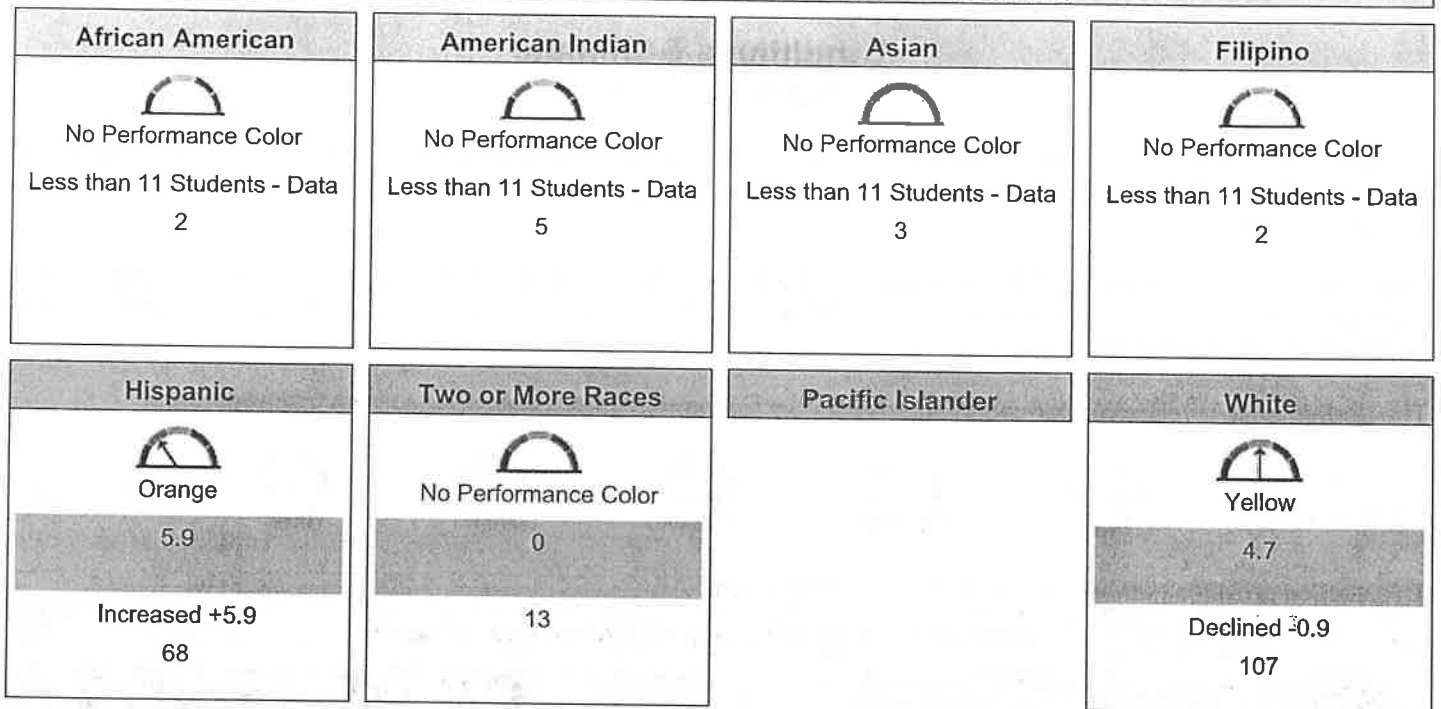 African American
No Performance Color
Less than 11 Students - Data
2
American Indian
No Performance Color
Less than 11 Students - Data
5
Asian
No Performance Color
Less than 11 Students - Data
3
Filipino
No Performance Color
Less than 11 Students - Data
2
Hispanic
Orange
5.9
Increased +5.9
68
Two or More Races
No Performance Color
0
13
Pacific Islander
White
Yellow
4.7
Declined -0.9
107